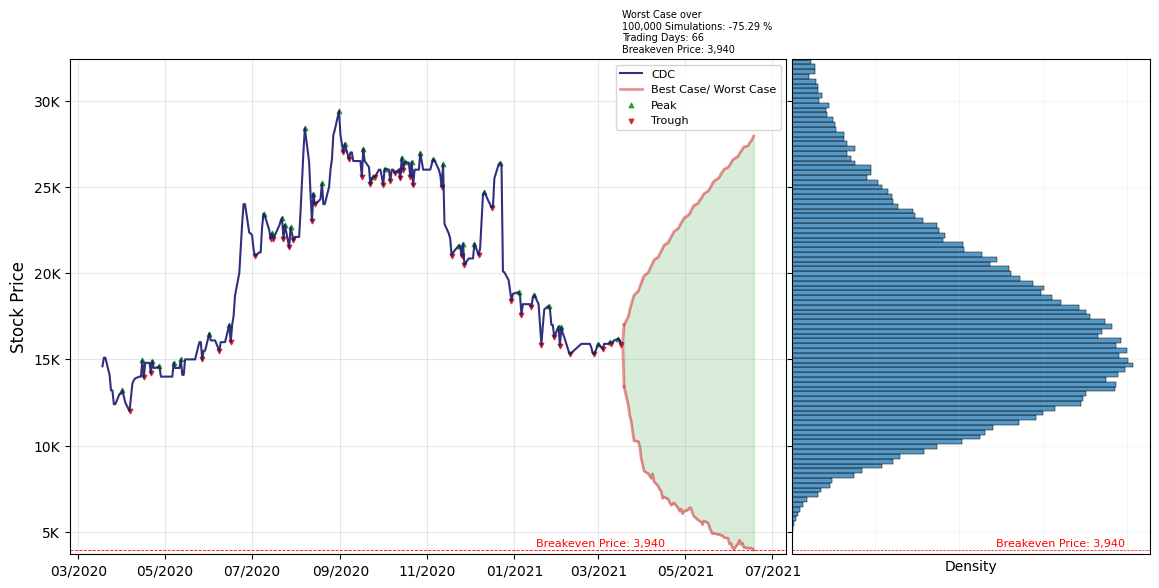 Worst Case over
100,000 Simulations: -75.29 %
Trading Days: 66
Breakeven Price: 3,940
CDC
Best Case/ Worst Case
Peak
Trough
Stock Price
30K
25K
20K
15K
10K
5K
Breakeven Price: 3,940
Breakeven Price: 3,940
03/2020 05/2020 07/2020 09/2020 11/2020 01/2021 03/2021 05/2021 07/2021
Density